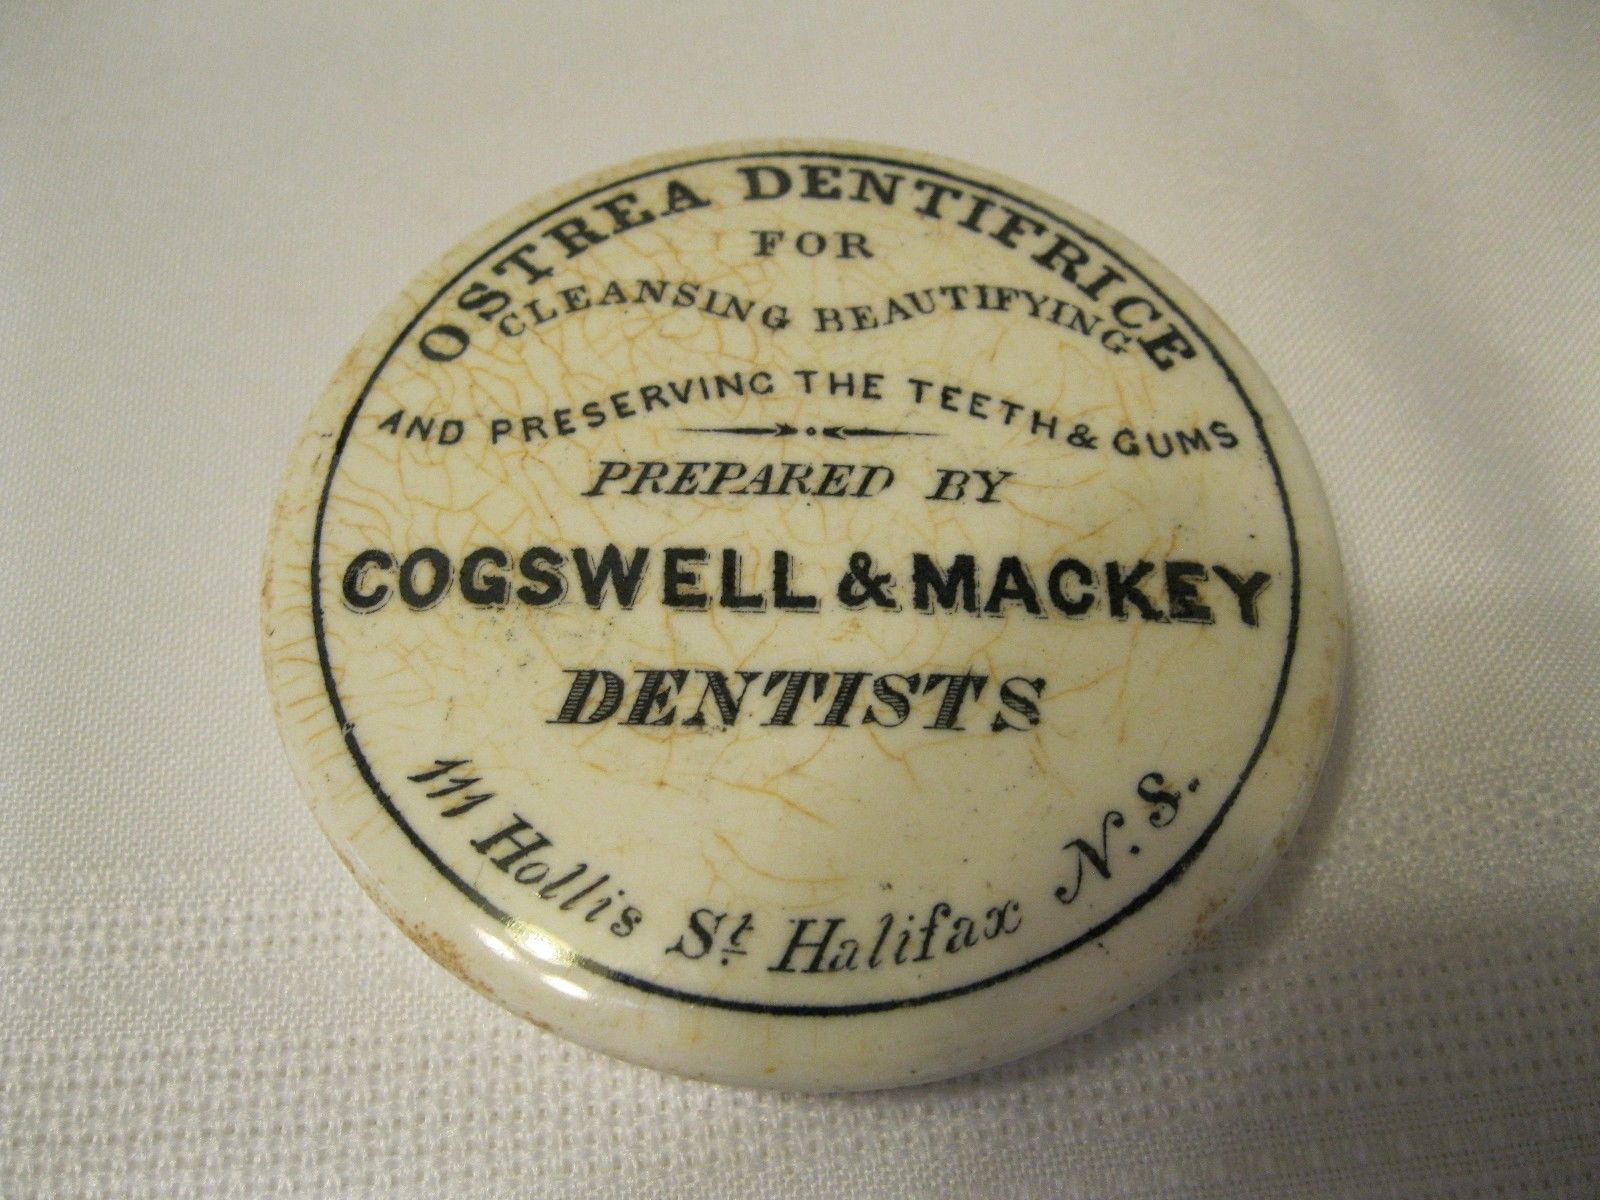 OSTREA DENTIFRICE
FOR
CLEANSING BEAUTIFYING
AND PRESERVING THE TEETH & GUMS
PREPARED BY
COGSWELL & MACKEY
DENTISTS
111 Hollis St. Halifax N.S.